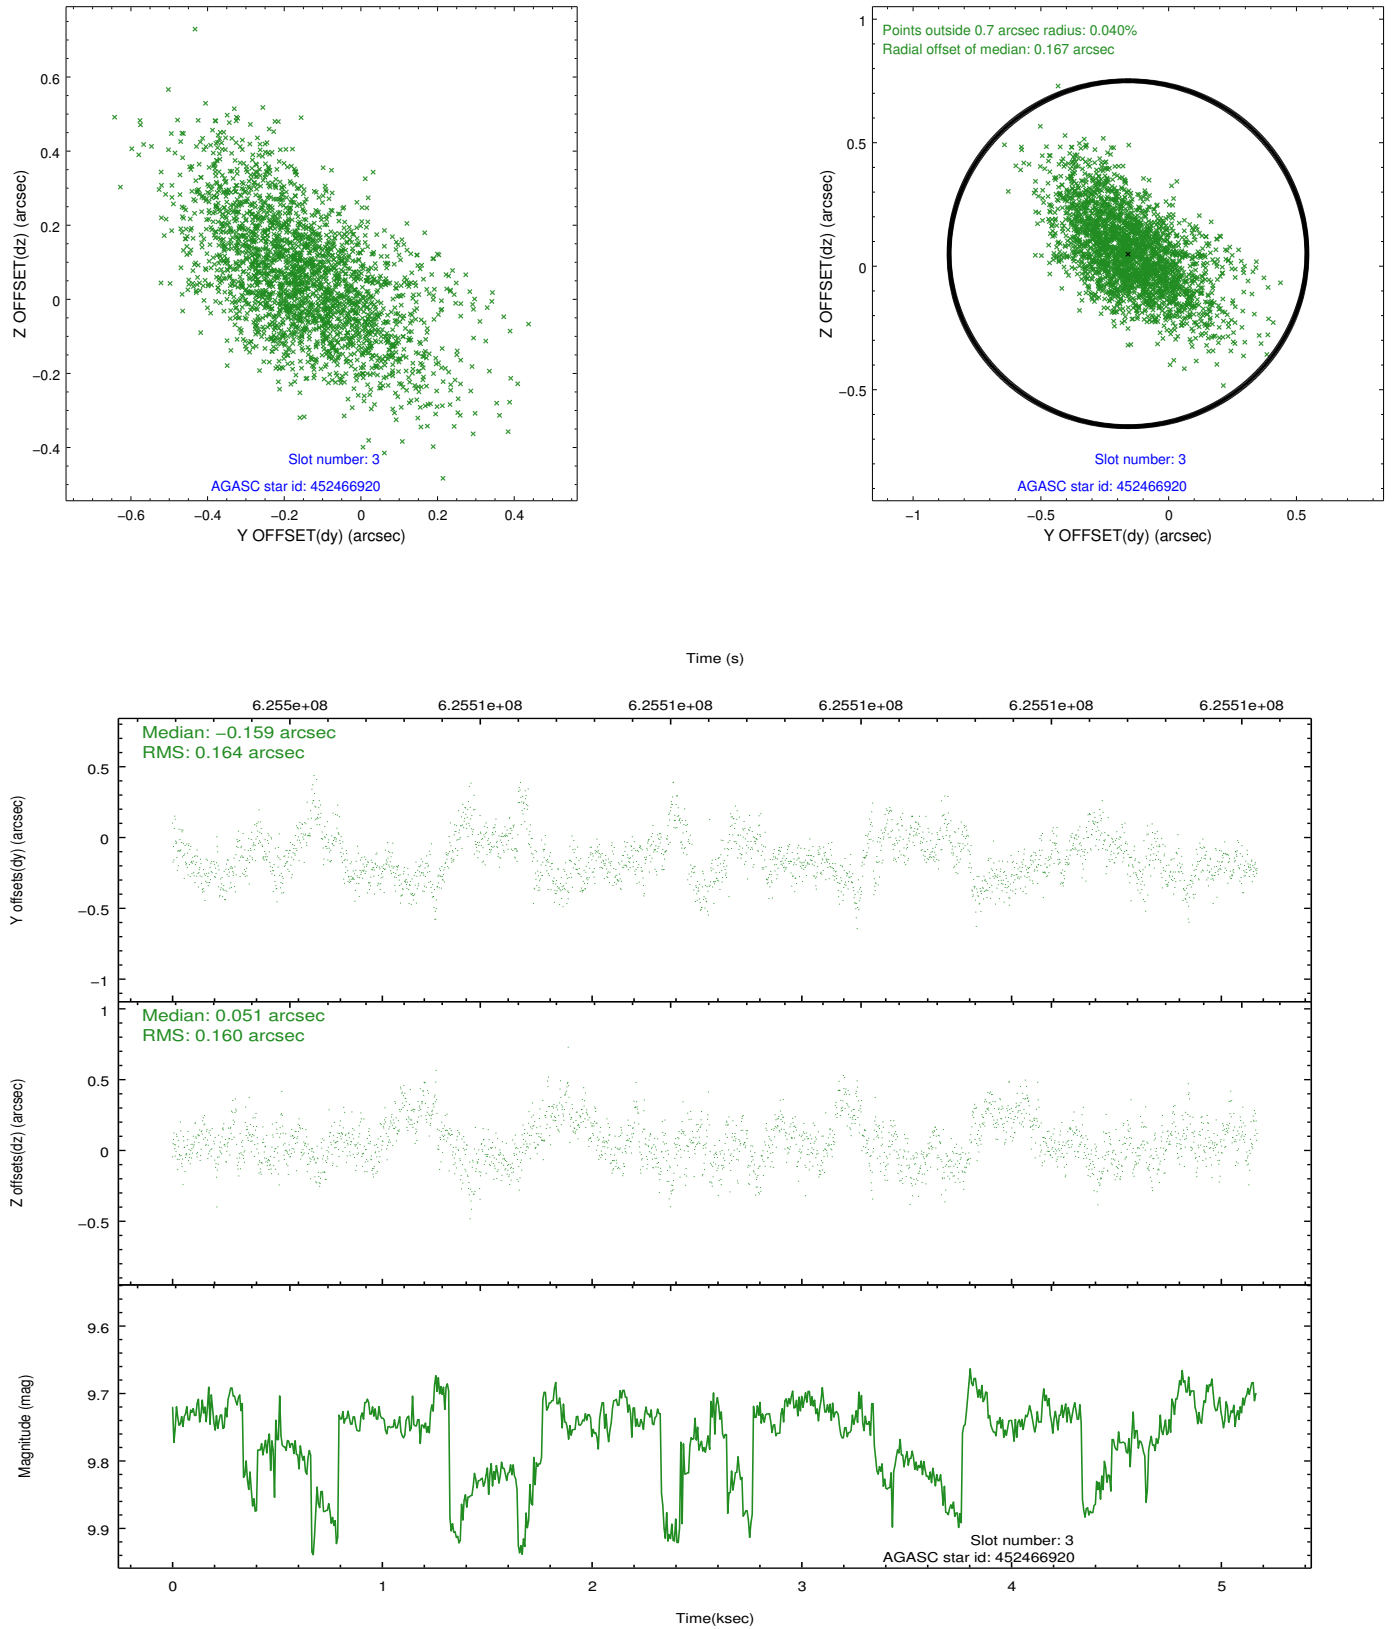 0.6
0.4
0.2
0
−0.2
−0.4
Z OFFSET(dz) (arcsec)
Slot number: 3
AGASC star id: 452466920
−0.6 −0.4 −0.2 0 0.2 0.4
Y OFFSET(dy) (arcsec)
Points outside 0.7 arcsec radius: 0.040%
Radial offset of median: 0.167 arcsec
1
0.5
0
−0.5
Z OFFSET(dz) (arcsec)
Slot number: 3
AGASC star id: 452466920
−1 −0.5 0 0.5
Y OFFSET(dy) (arcsec)
Time (s)
6.255e+08 6.2551e+08 6.2551e+08 6.2551e+08 6.2551e+08 6.2551e+08
Median: −0.159 arcsec
RMS: 0.164 arcsec
0.5
0
−0.5
−1
Y offsets(dy) (arcsec)
Median: 0.051 arcsec
RMS: 0.160 arcsec
1
0.5
0
−0.5
Z offsets(dz) (arcsec)
9.6
9.7
9.8
9.9
Magnitude (mag)
Slot number: 3
AGASC star id: 452466920
0 1 2 3 4 5
Time(ksec)